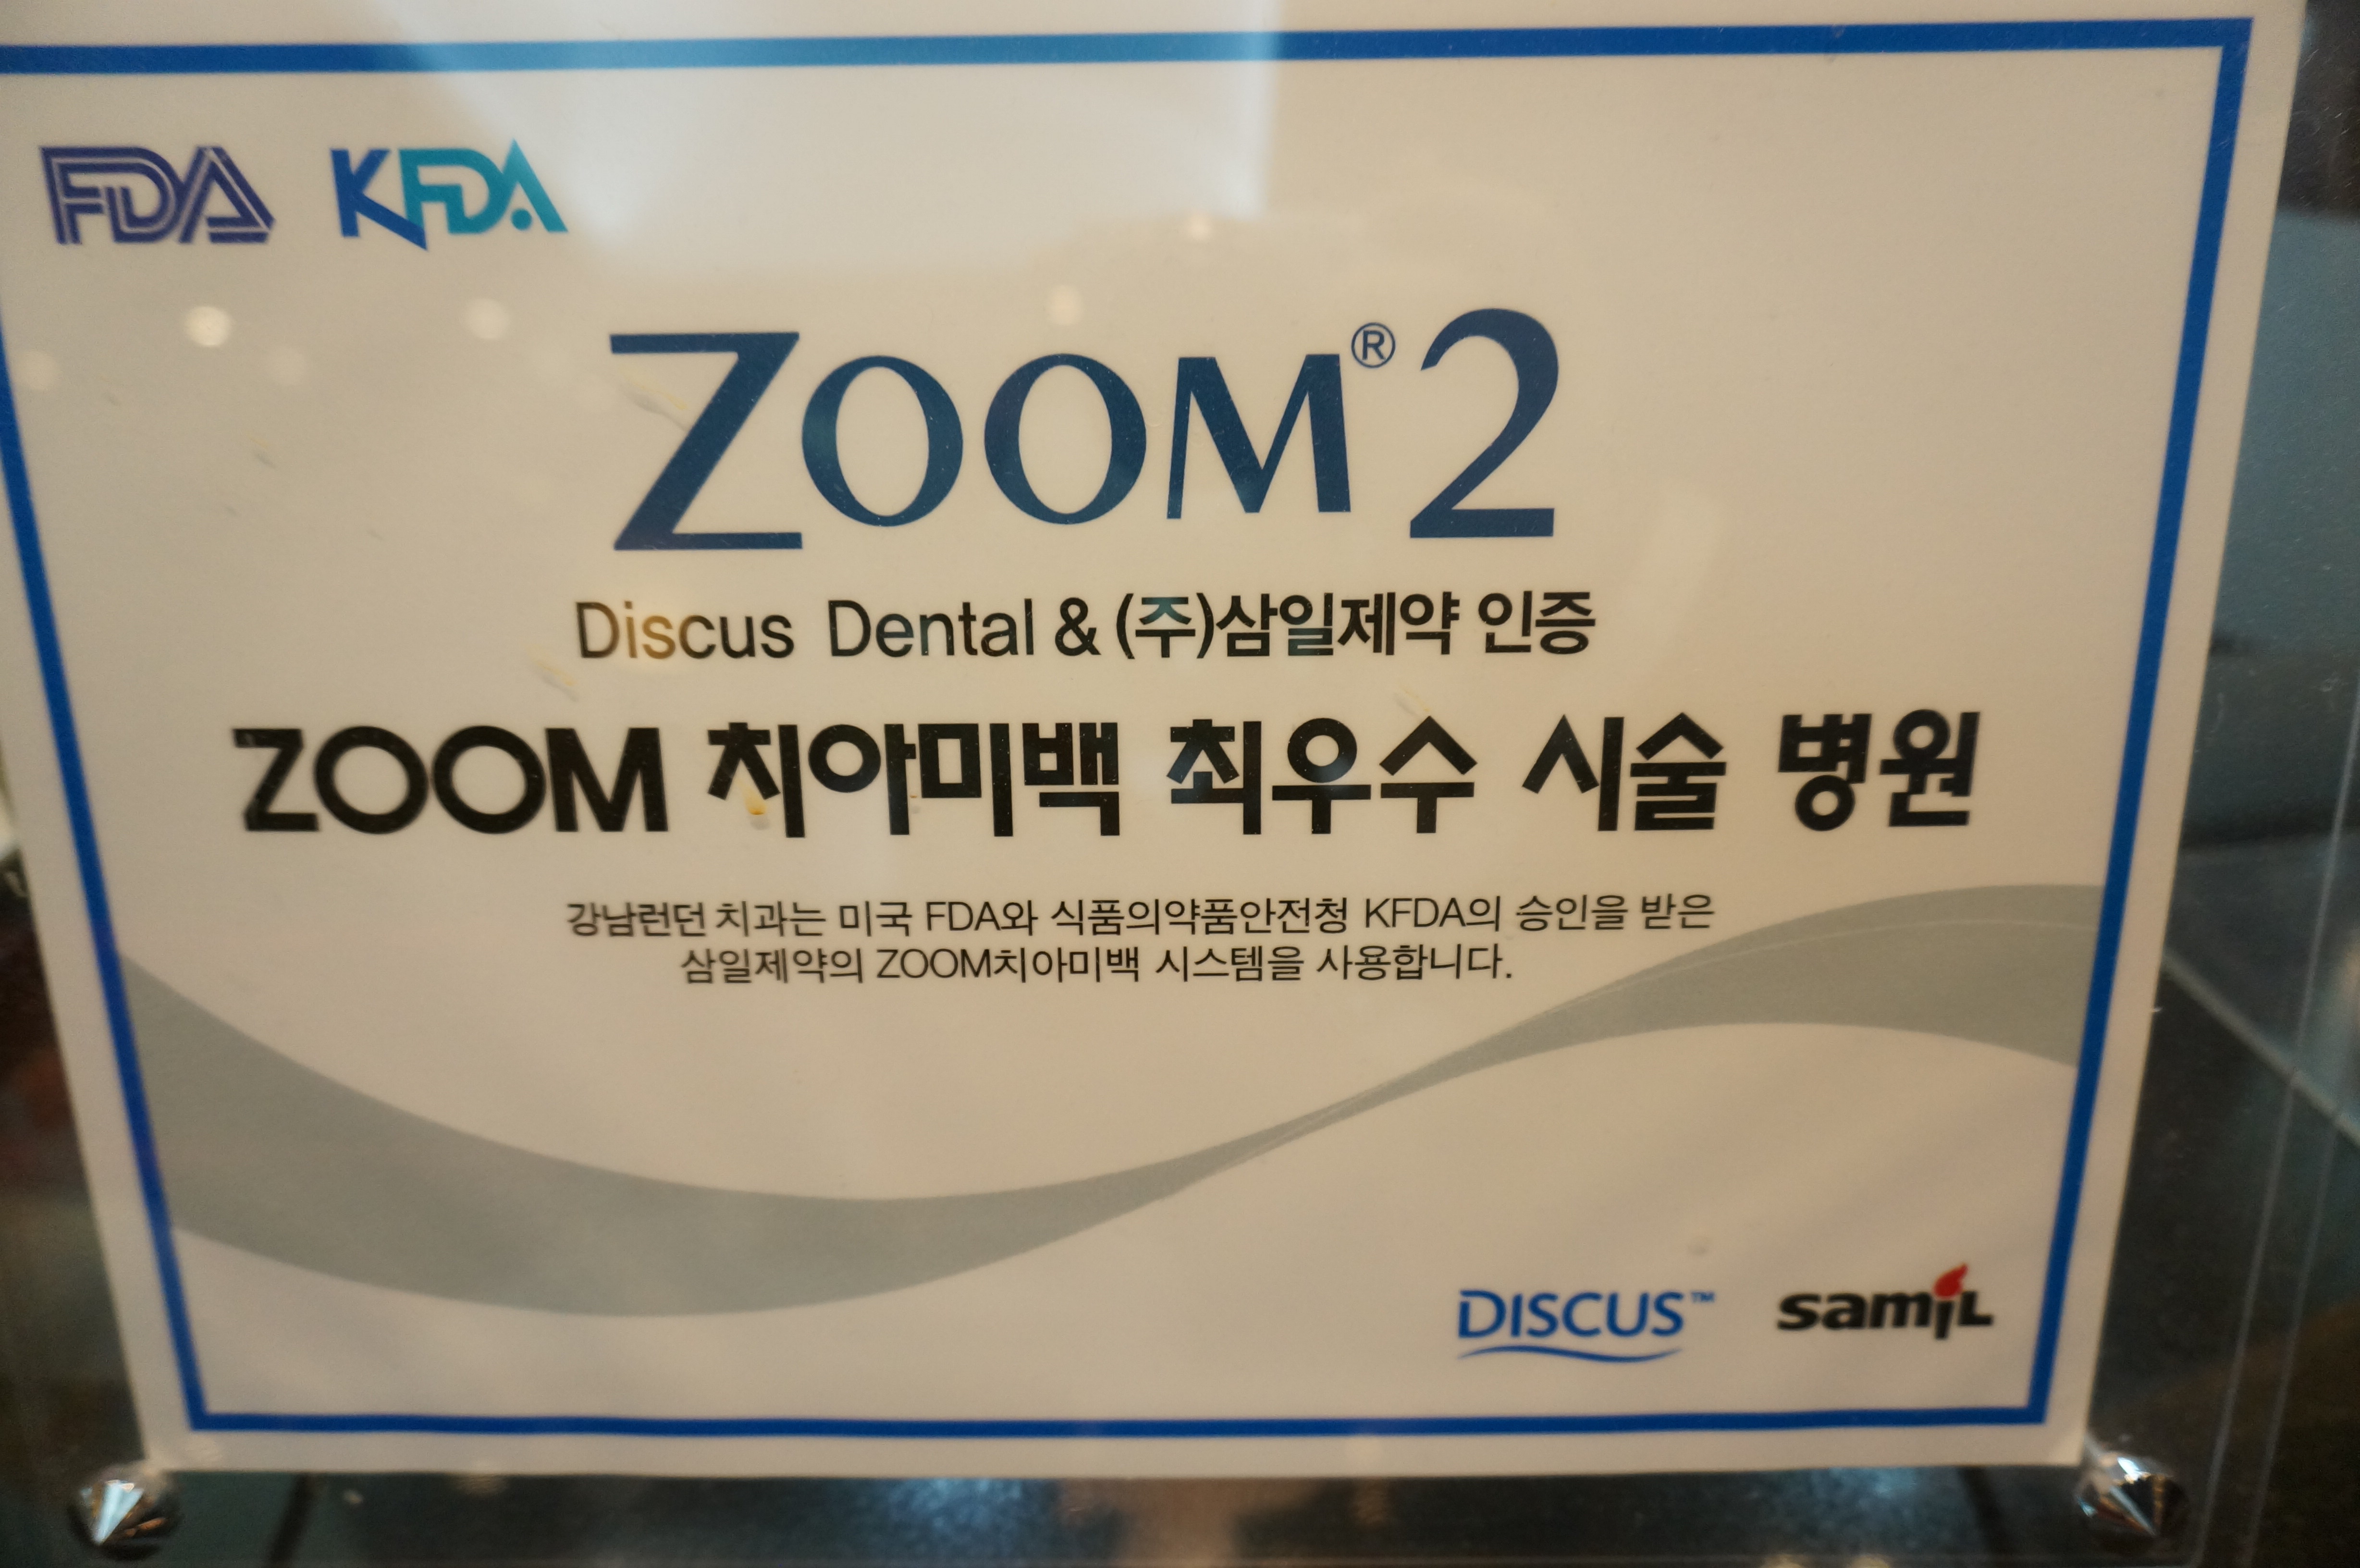 FDA KFDA
ZOOM®2
Discus Dental & (주)삼일제약 인증
ZOOM 치아미백 최우수 시술 병원
강남런던 치과는 미국 FDA와 식품의약품안전청 KFDA의 승인을 받은
삼일제약의 ZOOM치아미백 시스템을 사용합니다.
DISCUS™ samiL